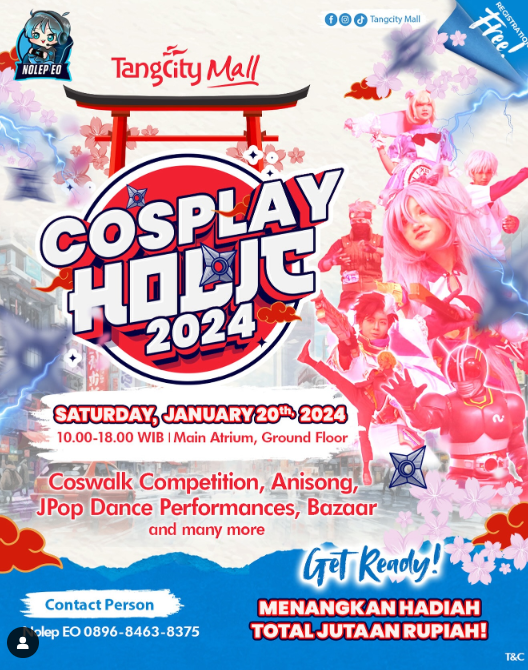 Tangcity Mall
REGISTRATION
Free!
NOLEP EO
TangCity Mall
COSPLAY
HOLIC
2024
SATURDAY, JANUARY 20th, 2024
10.00-18.00 WIB | Main Atrium, Ground Floor
Coswalk Competition, Anisong,
JPop Dance Performances, Bazaar
and many more
Get Ready!
Contact Person
Nolep EO 0896-8463-8375
MENANGKAN HADIAH
TOTAL JUTAAN RUPIAH!
T&C